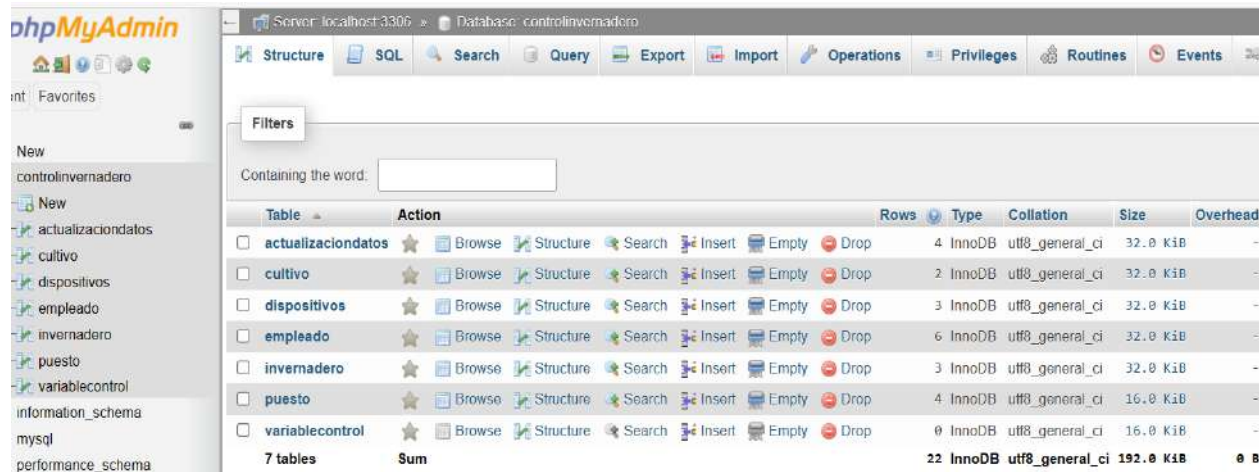 phpMyAdmin
Favorites
New
controlinvernadero
New
actualizaciondatos
cultivo
dispositivos
empleado
invernadero
puesto
variablecontrol
information_schema
mysql
performance_schema
Server: localhost:3306 » Database: controlinvernadero
Structure SQL Search Query Export Import Operations Privileges Routines Events
Filters
Containing the word:
Table Action Rows Type Collation Size Overhead
actualizaciondatos Browse Structure Search Insert Empty Drop 4 InnoDB utf8_general_ci 32.0 KiB -
cultivo Browse Structure Search Insert Empty Drop 2 InnoDB utf8_general_ci 32.0 KiB -
dispositivos Browse Structure Search Insert Empty Drop 3 InnoDB utf8_general_ci 32.0 KiB -
empleado Browse Structure Search Insert Empty Drop 6 InnoDB utf8_general_ci 32.0 KiB -
invernadero Browse Structure Search Insert Empty Drop 3 InnoDB utf8_general_ci 32.0 KiB -
puesto Browse Structure Search Insert Empty Drop 4 InnoDB utf8_general_ci 16.0 KiB -
variablecontrol Browse Structure Search Insert Empty Drop 0 InnoDB utf8_general_ci 16.0 KiB -
7 tables Sum 22 InnoDB utf8_general_ci 192.0 KiB 0 B